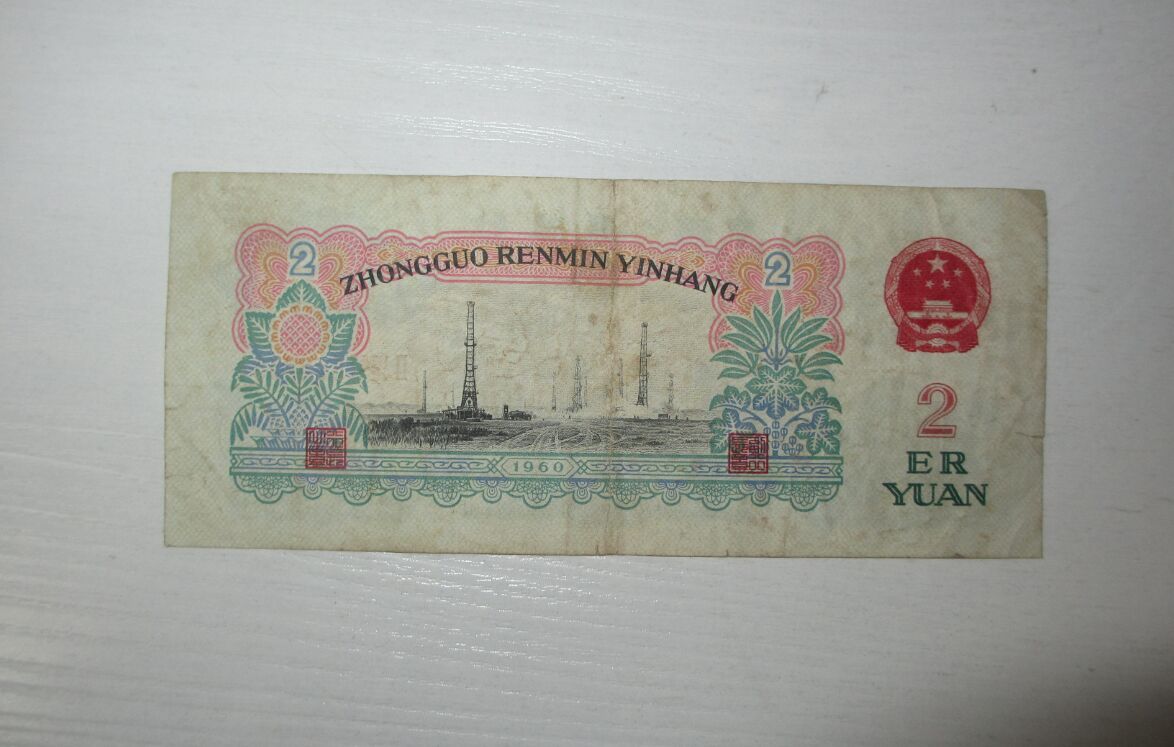 2
2
ZHONGGUO RENMIN YINHANG
1960
2
ER
YUAN